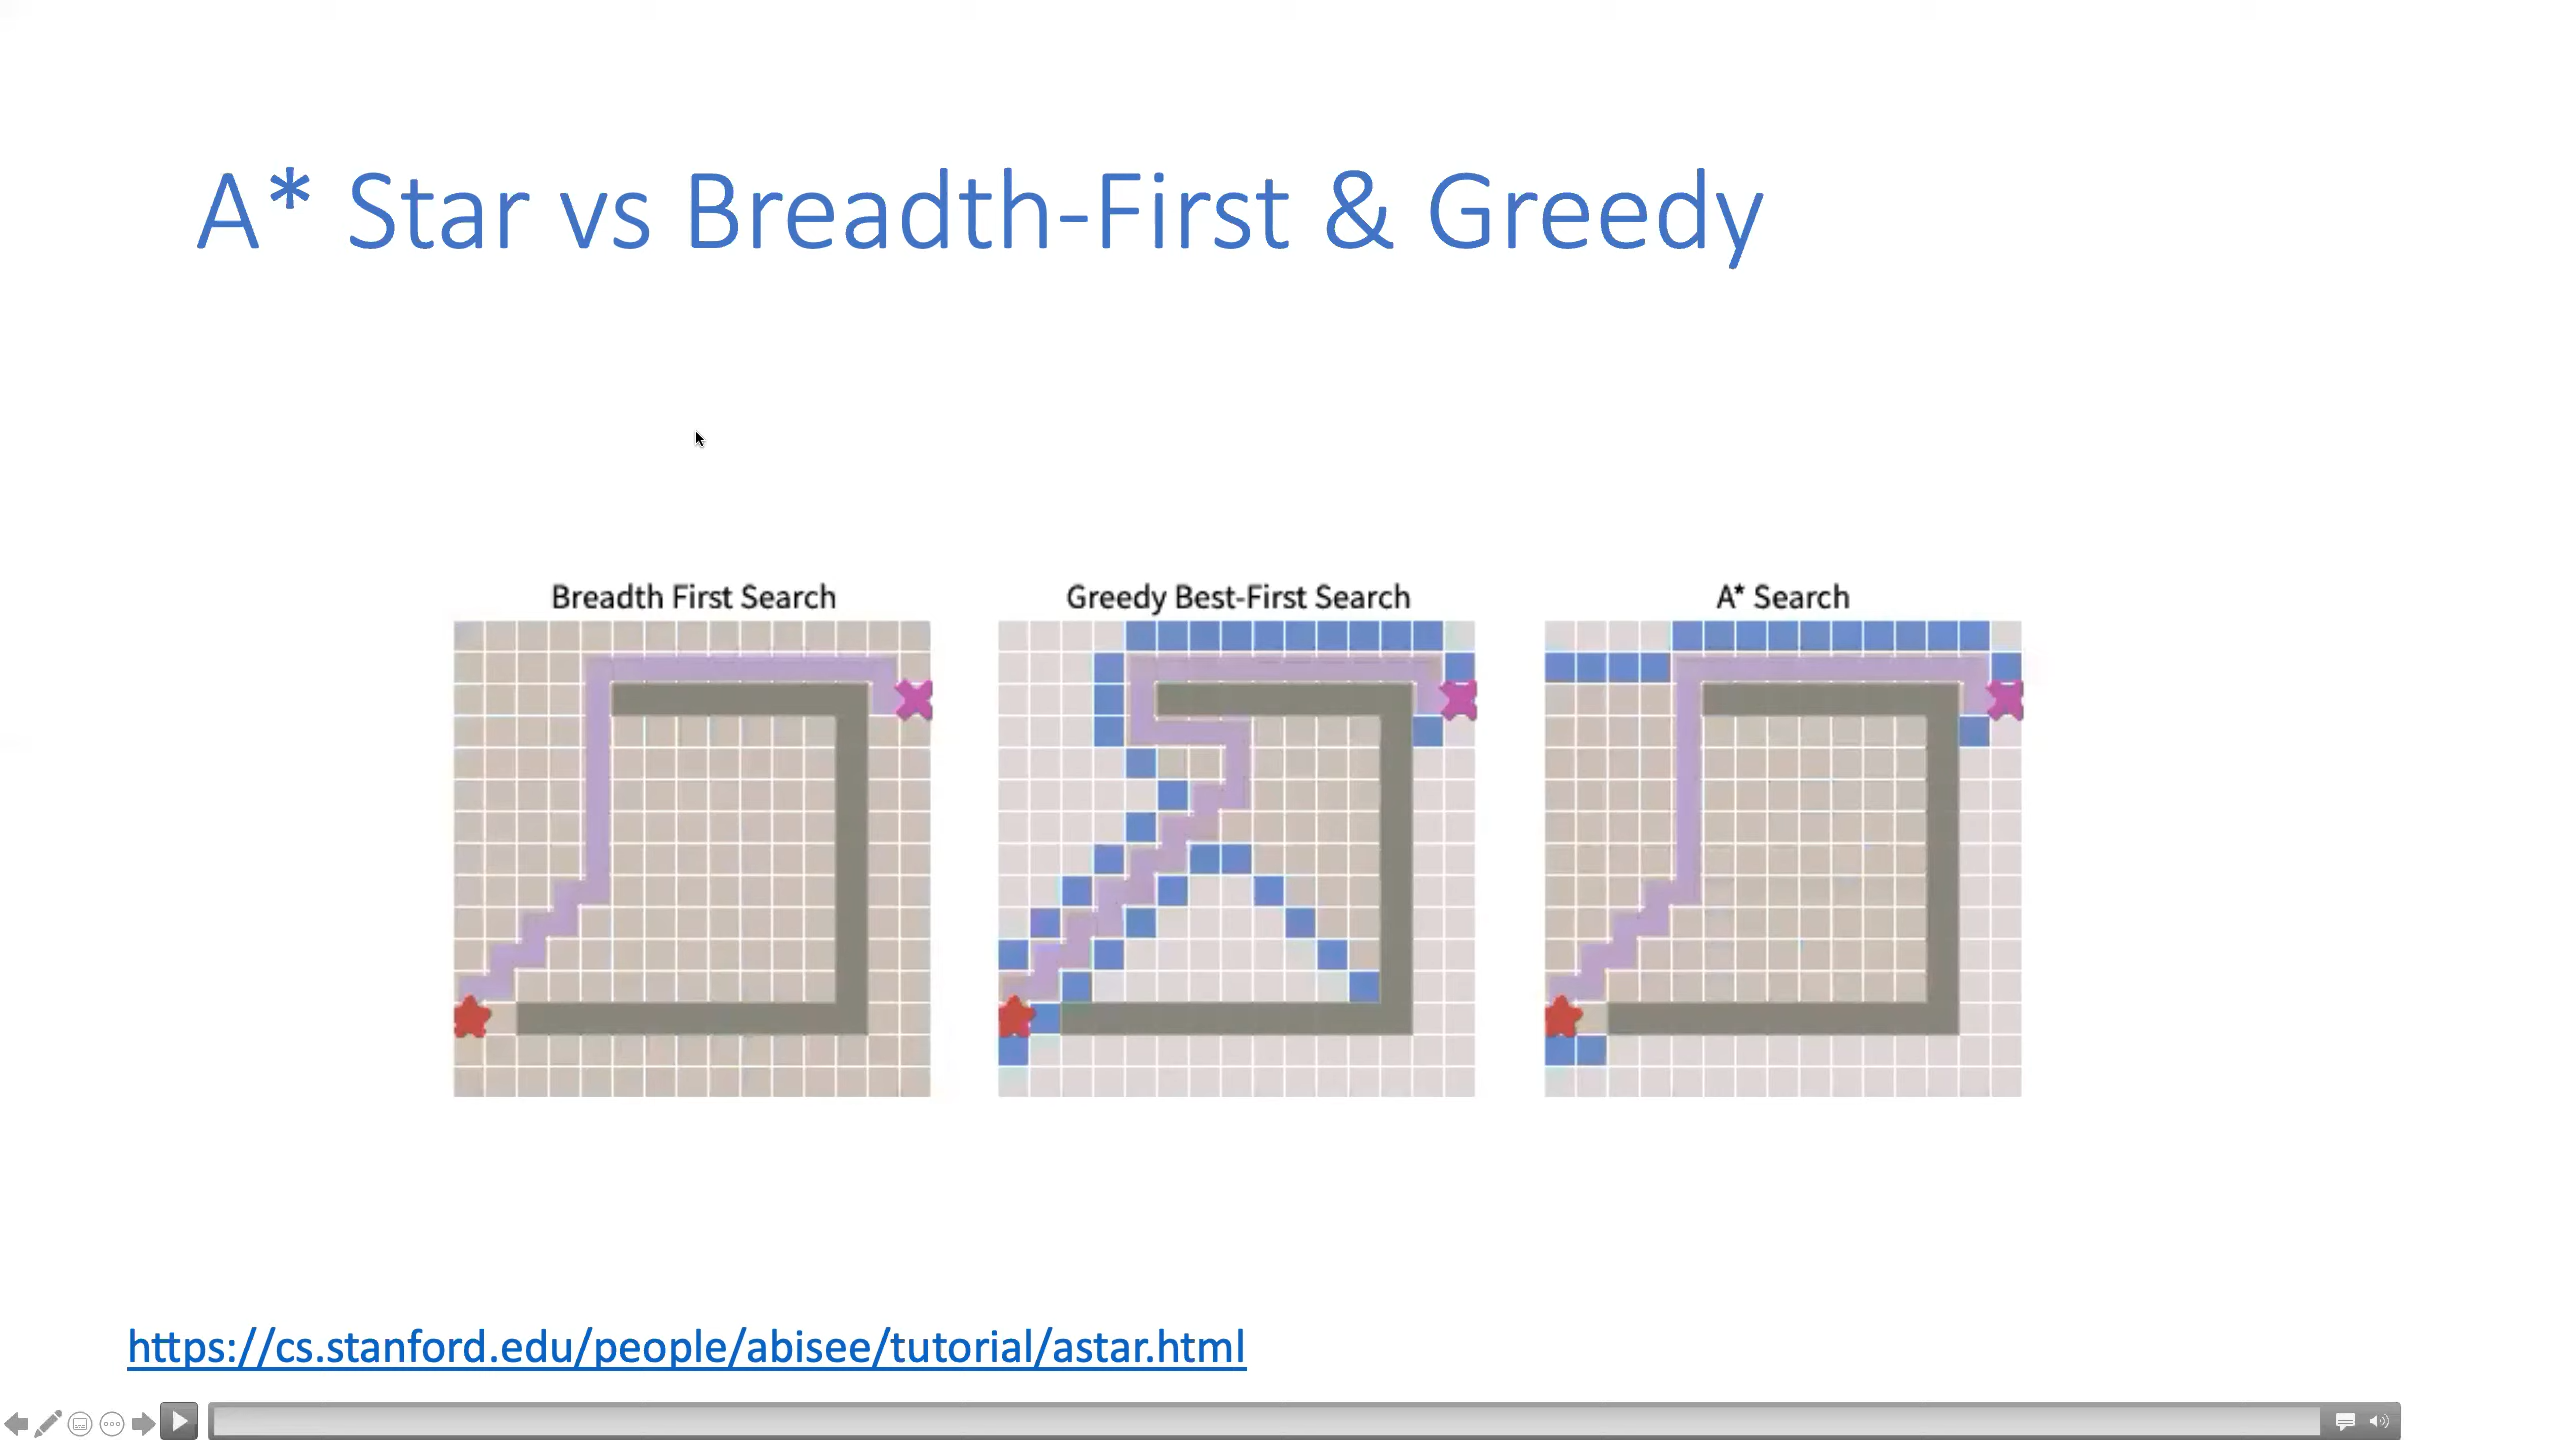 A* Star vs Breadth-First & Greedy
Breadth First Search
Greedy Best-First Search
A* Search
https://cs.stanford.edu/people/abisee/tutorial/astar.html